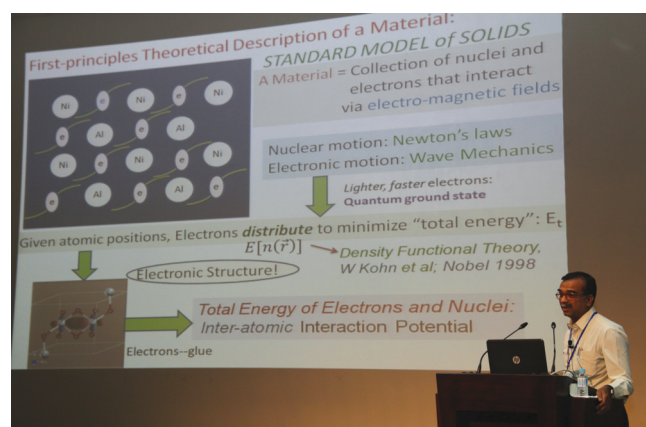 First-principles Theoretical Description of a Material:
STANDARD MODEL of SOLIDS
A Material = Collection of nuclei and
electrons that interact
via electro-magnetic fields
Ni e Ni e Ni
e Al e Al e
Ni e Ni e Ni
e Al e Al e
Nuclear motion: Newton's laws
Electronic motion: Wave Mechanics
Lighter, faster electrons:
Quantum ground state
Given atomic positions, Electrons distribute to minimize "total energy": Et
E[n(r⃗)]
Density Functional Theory,
W Kohn et al; Nobel 1998
Electronic Structure!
Total Energy of Electrons and Nuclei:
Inter-atomic Interaction Potential
Electrons--glue
hp